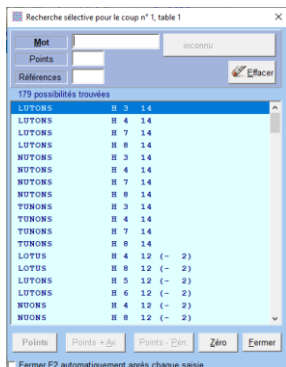 Recherche sélective pour le coup n° 1, table 1
Mot
inconnu
Points
Références
Effacer
179 possibilités trouvées
LUTONS H 3 14
LUTONS H 4 14
LUTONS H 7 14
LUTONS H 8 14
NUTONS H 3 14
NUTONS H 4 14
NUTONS H 7 14
NUTONS H 8 14
TUNONS H 3 14
TUNONS H 4 14
TUNONS H 7 14
TUNONS H 8 14
LOTUS H 4 12 (- 2)
LOTUS H 8 12 (- 2)
LUTONS H 5 12 (- 2)
LUTONS H 6 12 (- 2)
NUONS H 4 12 (- 2)
NUONS H 8 12 (- 2)
Points Points + Av. Points - Pén. Zéro Fermer
Fermer F2 automatiquement après chaque saisie